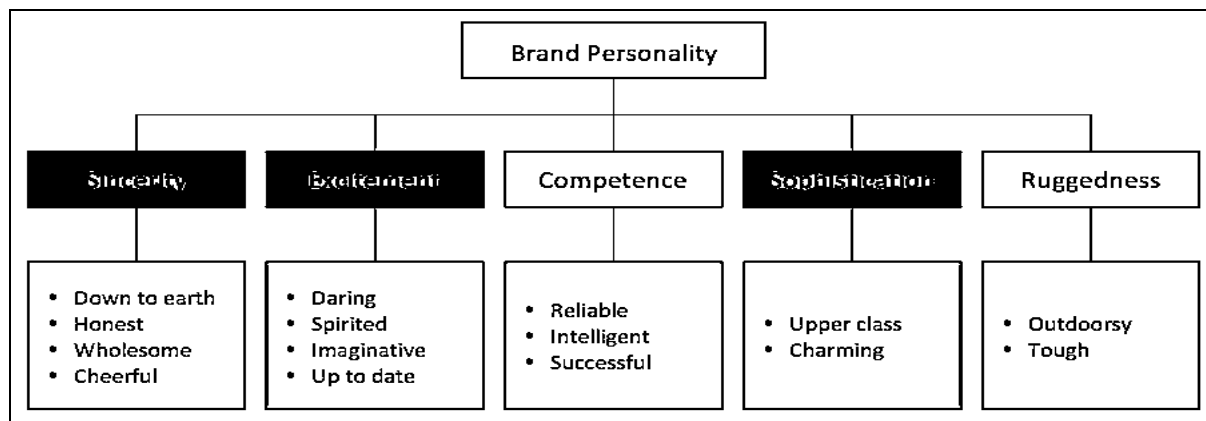 Brand Personality
Sincerity
Excitement
Competence
Sophistication
Ruggedness
• Down to earth
• Honest
• Wholesome
• Cheerful
• Daring
• Spirited
• Imaginative
• Up to date
• Reliable
• Intelligent
• Successful
• Upper class
• Charming
• Outdoorsy
• Tough